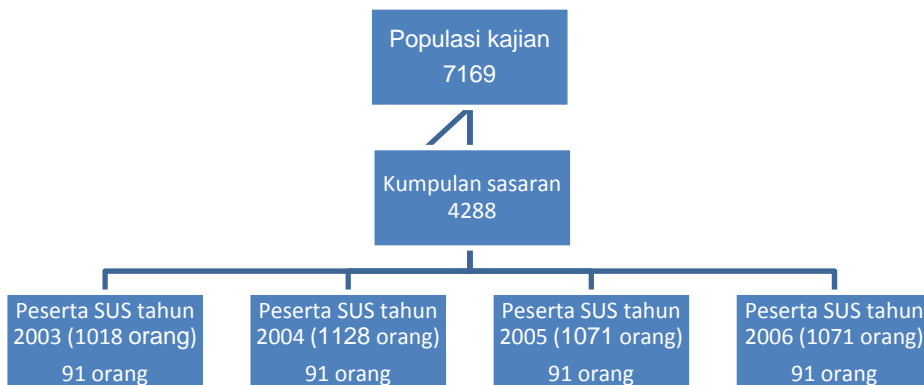 Populasi kajian
7169
Kumpulan sasaran
4288
Peserta SUS tahun
2003 (1018 orang)
91 orang
Peserta SUS tahun
2004 (1128 orang)
91 orang
Peserta SUS tahun
2005 (1071 orang)
91 orang
Peserta SUS tahun
2006 (1071 orang)
91 orang